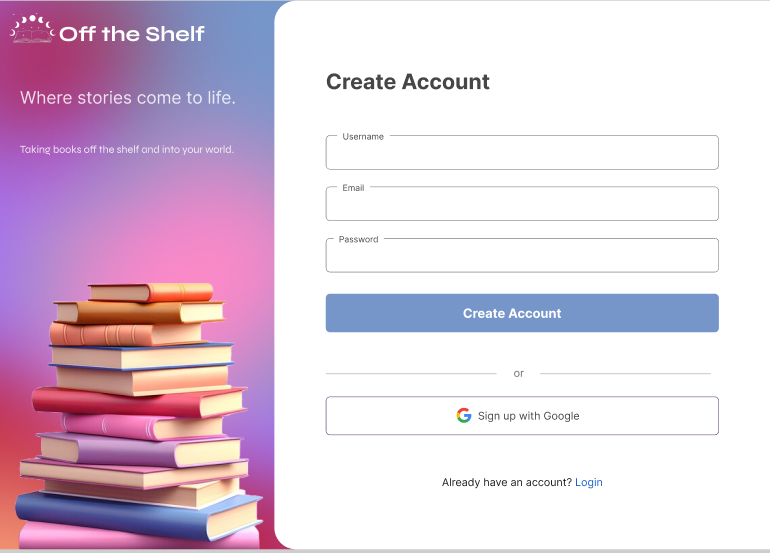 Off the Shelf
Where stories come to life.
Taking books off the shelf and into your world.
Create Account
Username
Email
Password
Create Account
or
Sign up with Google
Already have an account? Login